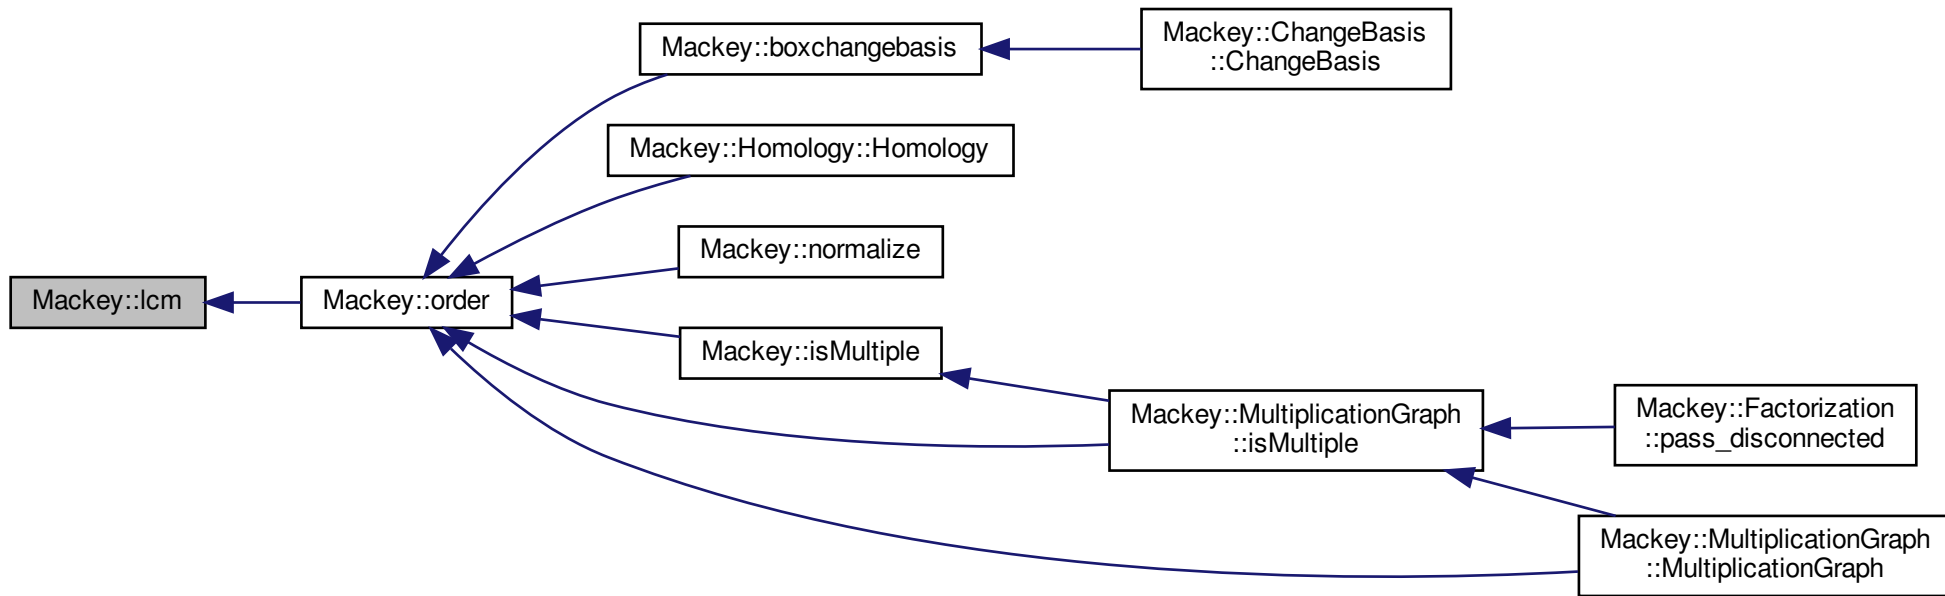 Mackey::boxchangebasis
Mackey::ChangeBasis
::ChangeBasis
Mackey::Homology::Homology
Mackey::normalize
Mackey::lcm
Mackey::order
Mackey::isMultiple
Mackey::MultiplicationGraph
::isMultiple
Mackey::Factorization
::pass_disconnected
Mackey::MultiplicationGraph
::MultiplicationGraph